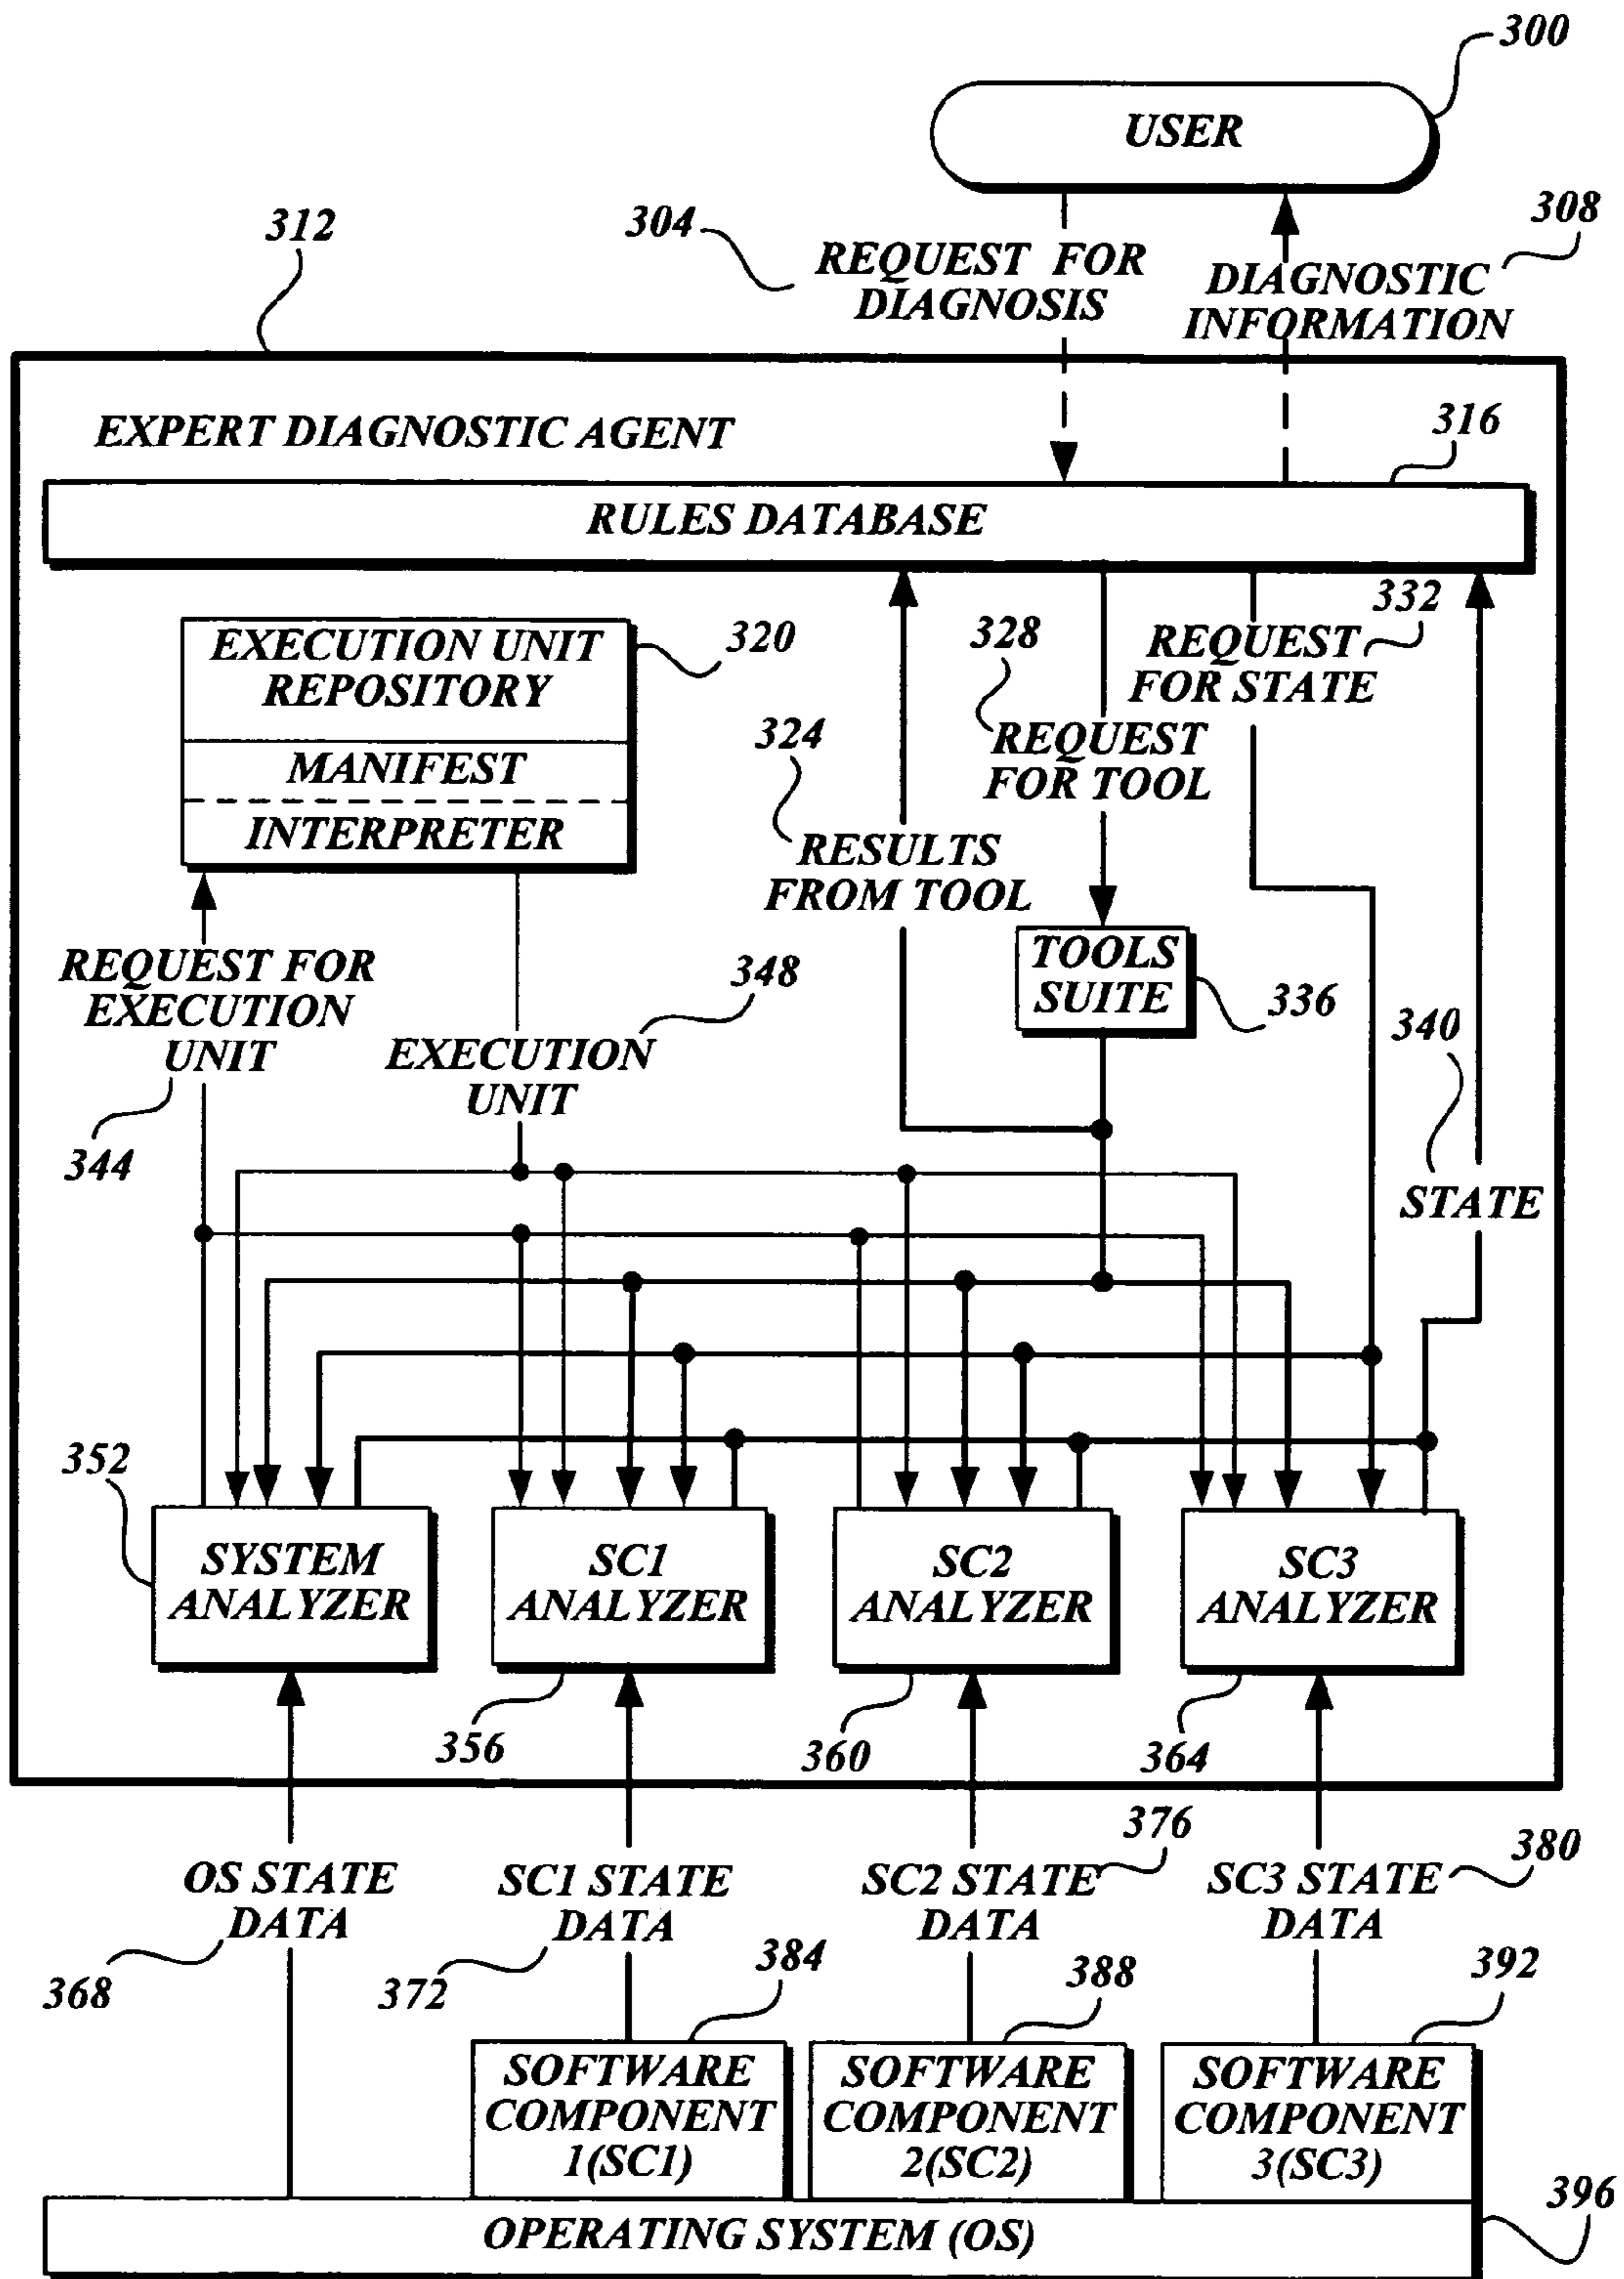 300
USER
308
304
312
REQUEST FOR
DIAGNOSIS
DIAGNOSTIC
INFORMATION
EXPERT DIAGNOSTIC AGENT
316
RULES DATABASE
332
EXECUTION UNIT
REPOSITORY
320
MANIFEST
INTERPRETER
328
REQUEST
FOR STATE
324
REQUEST
FOR TOOL
RESULTS
FROM TOOL
TOOLS
SUITE
336
REQUEST FOR
EXECUTION
UNIT
348
340
EXECUTION
UNIT
344
STATE
352
SYSTEM
ANALYZER
SC1
ANALYZER
SC2
ANALYZER
SC3
ANALYZER
356
360
364
376
380
OS STATE
DATA
SC1 STATE
DATA
SC2 STATE
DATA
SC3 STATE
DATA
368
372
384
388
392
SOFTWARE
COMPONENT
1(SC1)
SOFTWARE
COMPONENT
2(SC2)
SOFTWARE
COMPONENT
3(SC3)
396
OPERATING SYSTEM (OS)